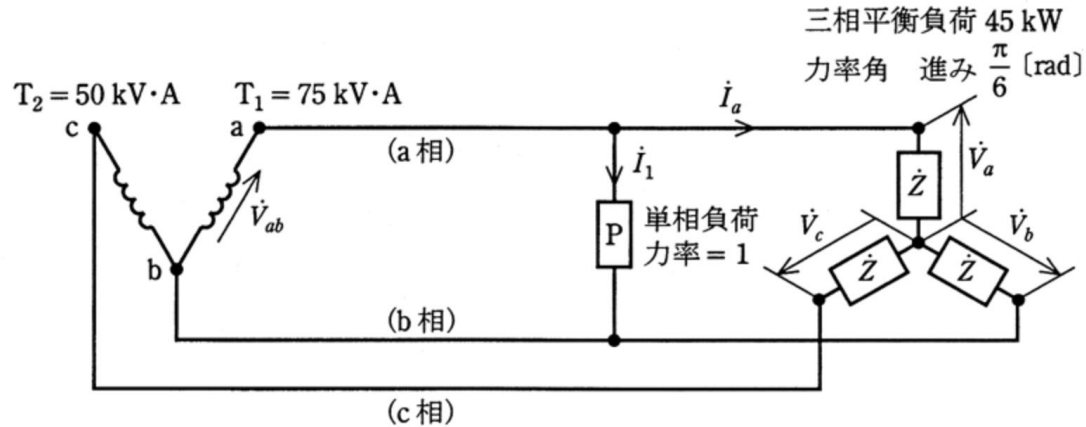 三相平衡負荷 45 kW
力率角 進み π/6〔rad〕
T₂ = 50 kV·A
T₁ = 75 kV·A
c
a
(a 相)
İₐ
V̇ₐ
İ₁
Ż
V̇ab
P
単相負荷
力率 = 1
V̇c
V̇b
b
Ż
Ż
(b 相)
(c 相)